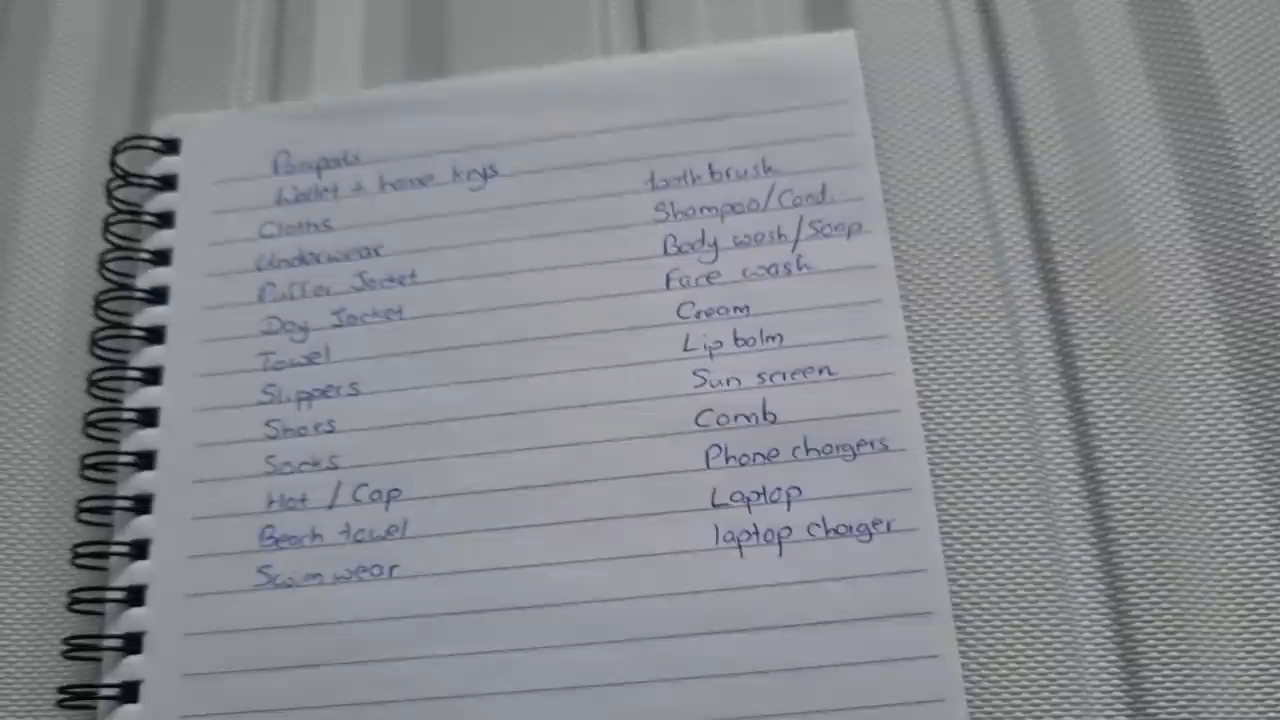 Passports
Wallet + home keys
Cloths
Underwear
Puffer Jacket
Day Jacket
Towel
Slippers
Shoes
Socks
Hat / Cap
Beach towel
Swim wear
toothbrush
Shampoo/Cond.
Body wash/Soap
Face wash
Cream
Lip balm
Sun screen
Comb
Phone chargers
Laptop
laptop charger